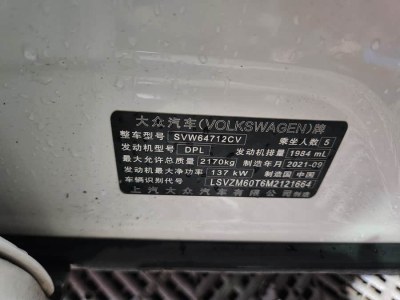 大众汽车(VOLKSWAGEN)牌
整车型号 SVW64712CV 乘坐人数 5
发动机型号 DPL 发动机排量 1984 mL
最大允许总质量 2170kg 制造年月 2021-09
发动机最大净功率 137 kW 制造国 中国
车辆识别代号 LSVZM60T6M2121664
上汽大众汽车有限公司制造